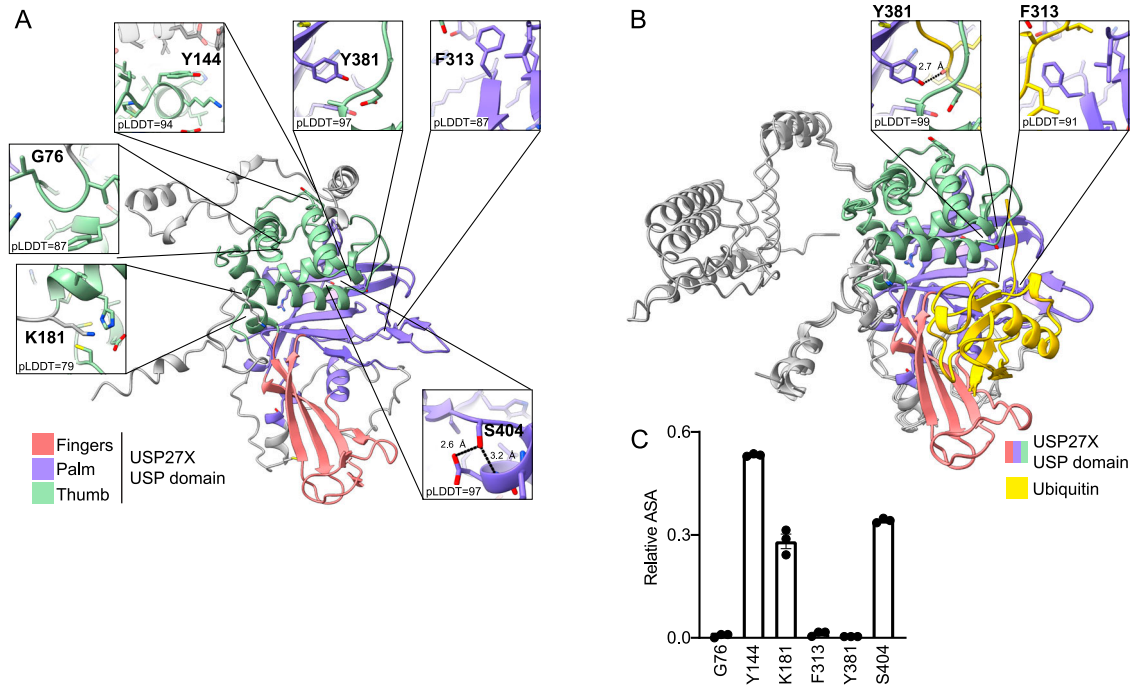 A
Y144
pLDDT=94
Y381
pLDDT=97
F313
pLDDT=87
G76
pLDDT=87
K181
pLDDT=79
S404
2.6 Å
3.2 Å
pLDDT=97
Fingers
Palm
Thumb
USP27X
USP domain
B
Y381
2.7 Å
pLDDT=99
F313
pLDDT=91
USP27X
USP domain
Ubiquitin
C
Relative ASA
0.6
0.3
0.0
G76
Y144
K181
F313
Y381
S404